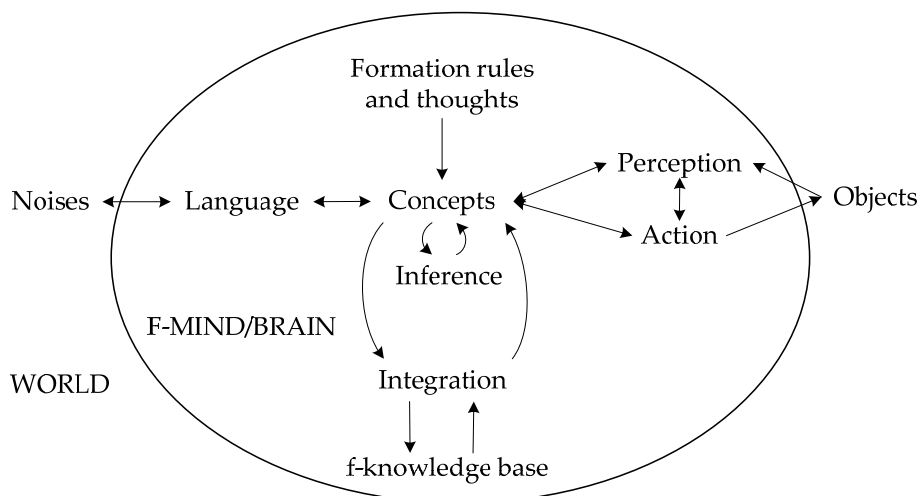 Formation rules
and thoughts
Perception
Noises
Language
Concepts
Objects
Action
Inference
F-MIND/BRAIN
Integration
WORLD
f-knowledge base